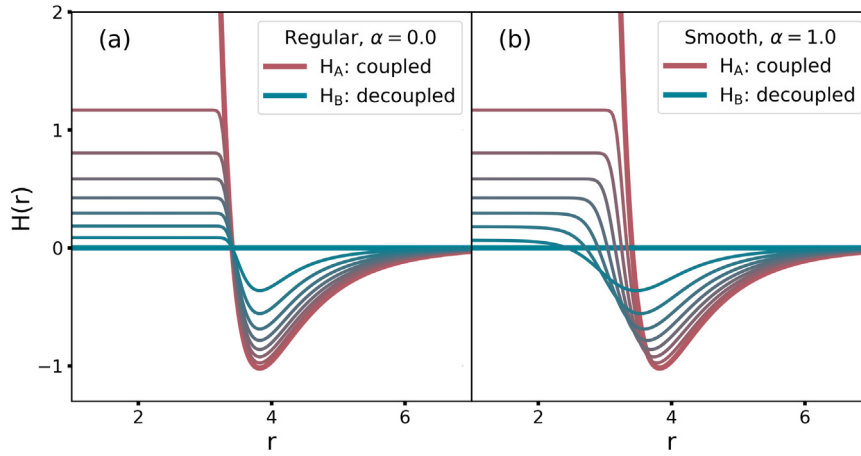 (a)
Regular, α = 0.0
H_A: coupled
H_B: decoupled
(b)
Smooth, α = 1.0
H_A: coupled
H_B: decoupled
H(r)
2
1
0
−1
2
4
6
r
2
4
6
r